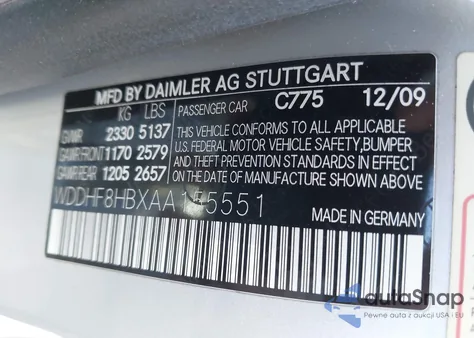 MFD BY DAIMLER AG STUTTGART
KG LBS PASSENGER CAR C775 12/09
GVWR 2330 5137 THIS VEHICLE CONFORMS TO ALL APPLICABLE
GAWR FRONT 1170 2579 U.S. FEDERAL MOTOR VEHICLE SAFETY,BUMPER
GAWR REAR 1205 2657 AND THEFT PREVENTION STANDARDS IN EFFECT
ON THE DATE OF MANUFACTURE SHOWN ABOVE.
MADE IN GERMANY
autaSnap
Pewne auta z USA i EU